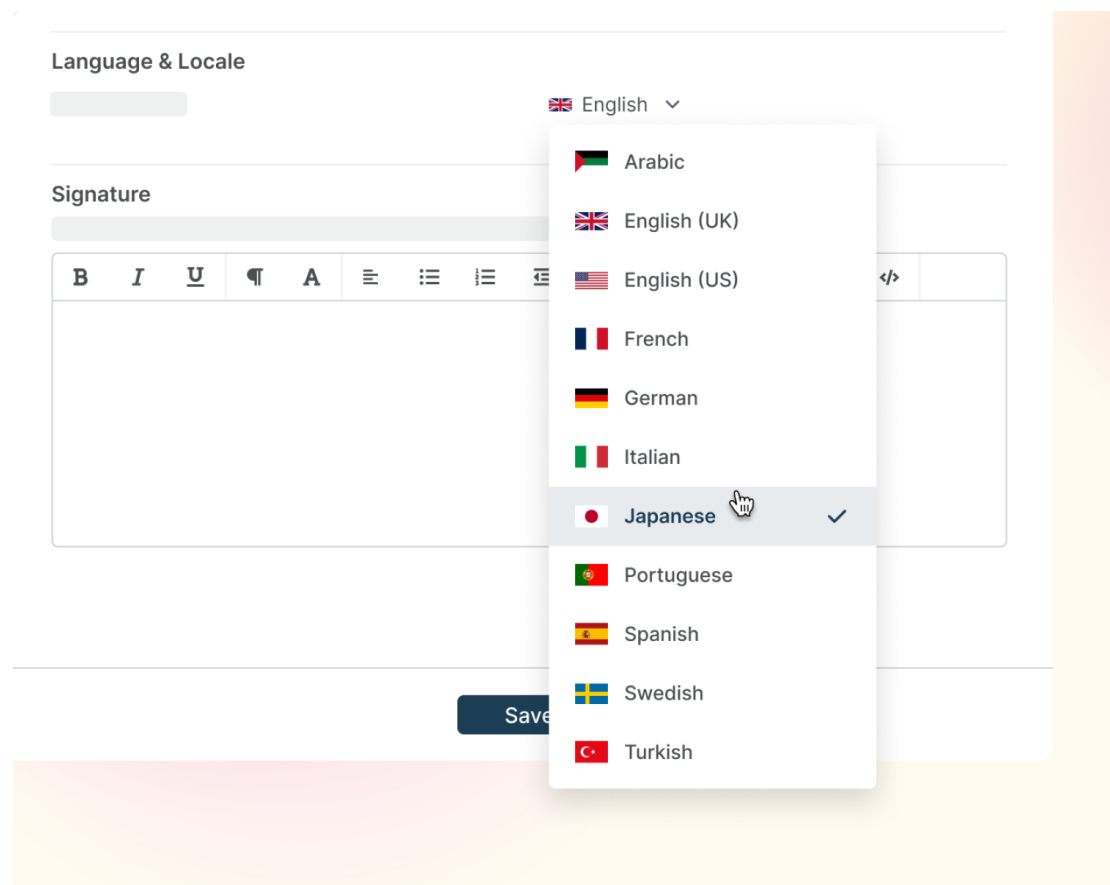 Language & Locale
English
Arabic
Signature
English (UK)
B I U ¶ A </>
English (US)
French
German
Italian
Japanese
Portuguese
Spanish
Swedish
Save
Turkish